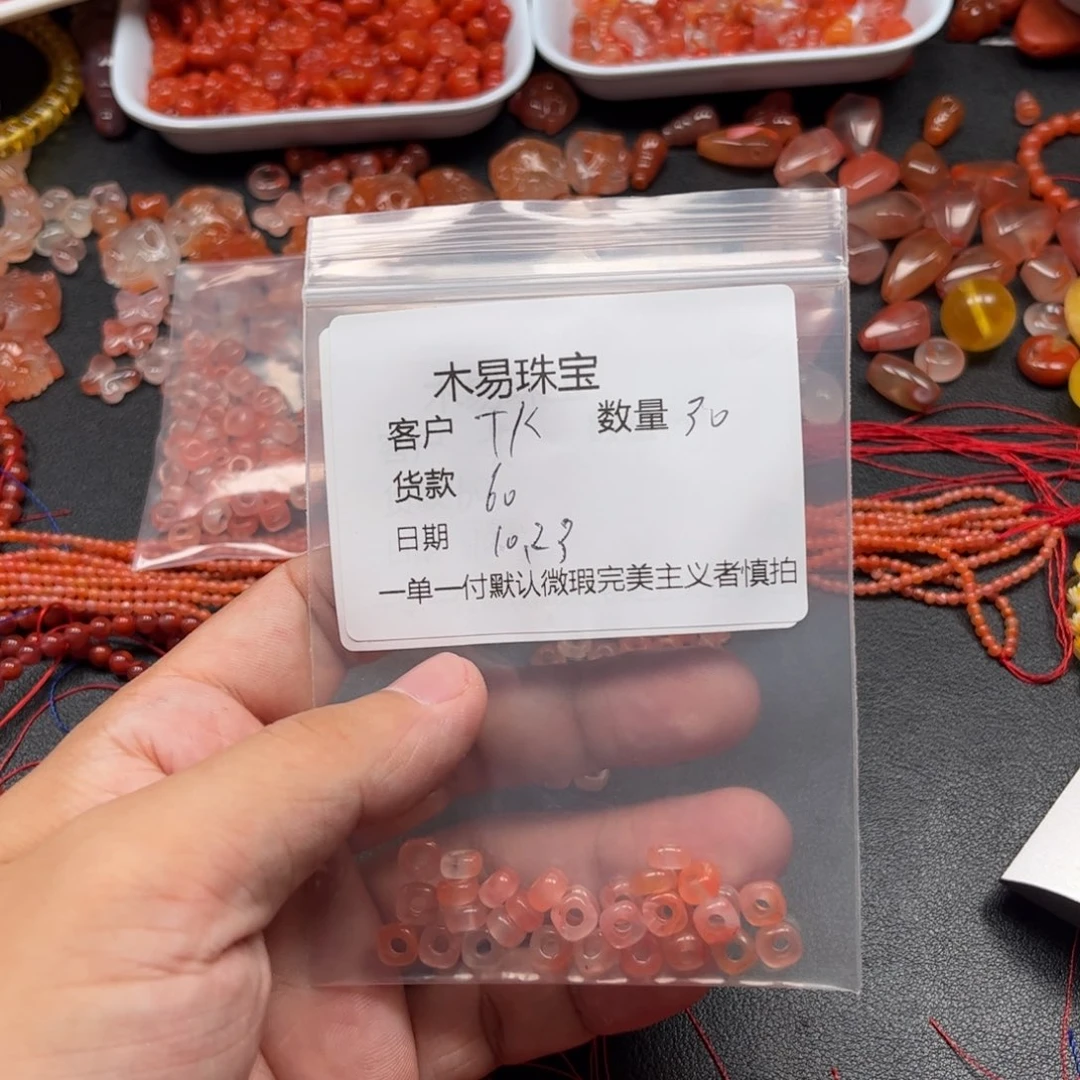 木易珠宝
客户 TK 数量 30
货款 60
日期 10,23
一单一付默认微瑕完美主义者慎拍